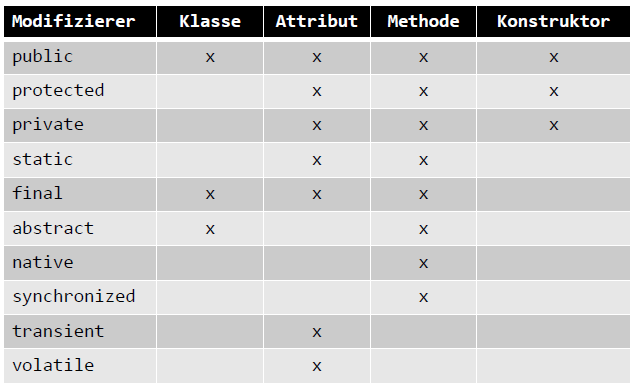 Modifizierer Klasse Attribut Methode Konstruktor
public x x x x
protected x x x
private x x x
static x x
final x x x
abstract x x
native x
synchronized x
transient x
volatile x